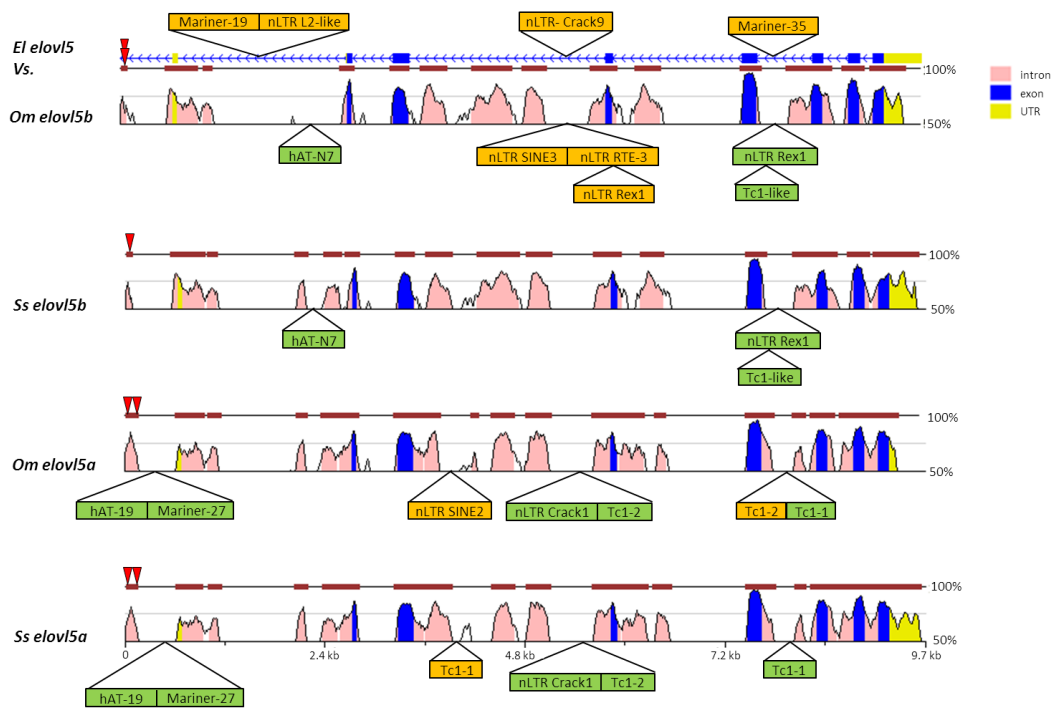 Mariner-19 nLTR L2-like
nLTR- Crack9
Mariner-35
El elovl5
Vs.
Om elovl5b
100%
50%
intron
exon
UTR
hAT-N7
nLTR SINE3 nLTR RTE-3
nLTR Rex1
nLTR Rex1
Tc1-like
Ss elovl5b
100%
50%
hAT-N7
nLTR Rex1
Tc1-like
Om elovl5a
100%
50%
hAT-19 Mariner-27
nLTR SINE2
nLTR Crack1 Tc1-2
Tc1-2 Tc1-1
Ss elovl5a
100%
50%
0 2.4 kb 4.8 kb 7.2 kb 9.7 kb
hAT-19 Mariner-27
Tc1-1
nLTR Crack1 Tc1-2
Tc1-1